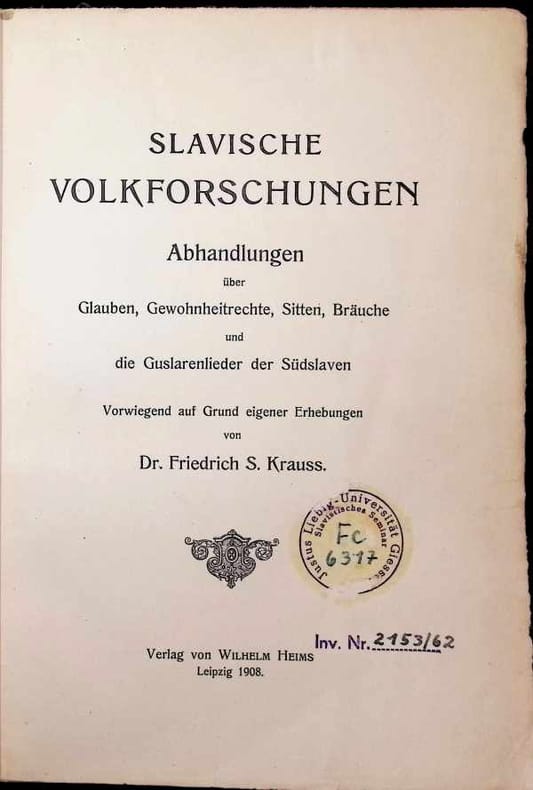 SLAVISCHE
VOLKFORSCHUNGEN
Abhandlungen
über
Glauben, Gewohnheitrechte, Sitten, Bräuche
und
die Guslarenlieder der Südslaven
Vorwiegend auf Grund eigener Erhebungen
von
Dr. Friedrich S. Krauss.
Justus Liebig-Universität Giessen
Slavistisches Seminar
Fc
6317
Inv. Nr. 2153/62
Verlag von WILHELM HEIMS
Leipzig 1908.